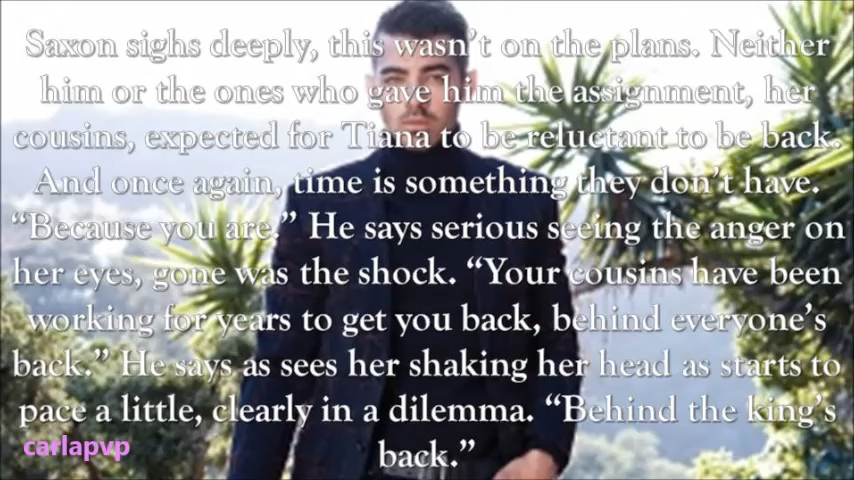 Saxon sighs deeply, this wasn't on the plans. Neither
him or the ones who gave him the assignment, her
cousins, expected for Tiana to be reluctant to be back.
And once again, time is something they don't have.
"Because you are." He says serious seeing the anger on
her eyes, gone was the shock. "Your cousins have been
working for years to get you back, behind everyone's
back." He says as sees her shaking her head as starts to
pace a little, clearly in a dilemma. "Behind the king's
back."
carlapvp